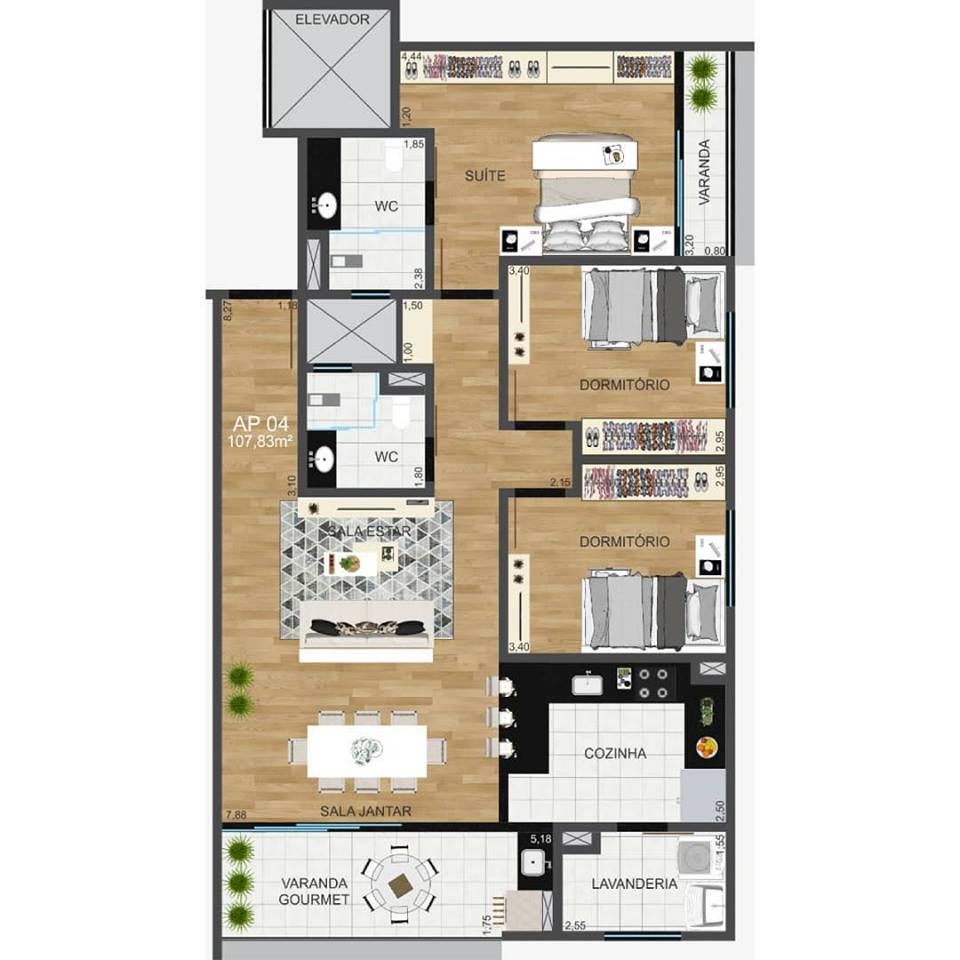 ELEVADOR
4,44
1,20
1,85
SUÍTE
VARANDA
WC
3,20
0,80
2,38
3,40
8,27
1,13
1,50
1,00
DORMITÓRIO
AP 04
107,83m²
2,95
WC
1,80
2,15
2,95
3,10
SALA ESTAR
DORMITÓRIO
3,40
COZINHA
SALA JANTAR
7,88
2,50
5,18
1,55
VARANDA
GOURMET
LAVANDERIA
1,75
2,55